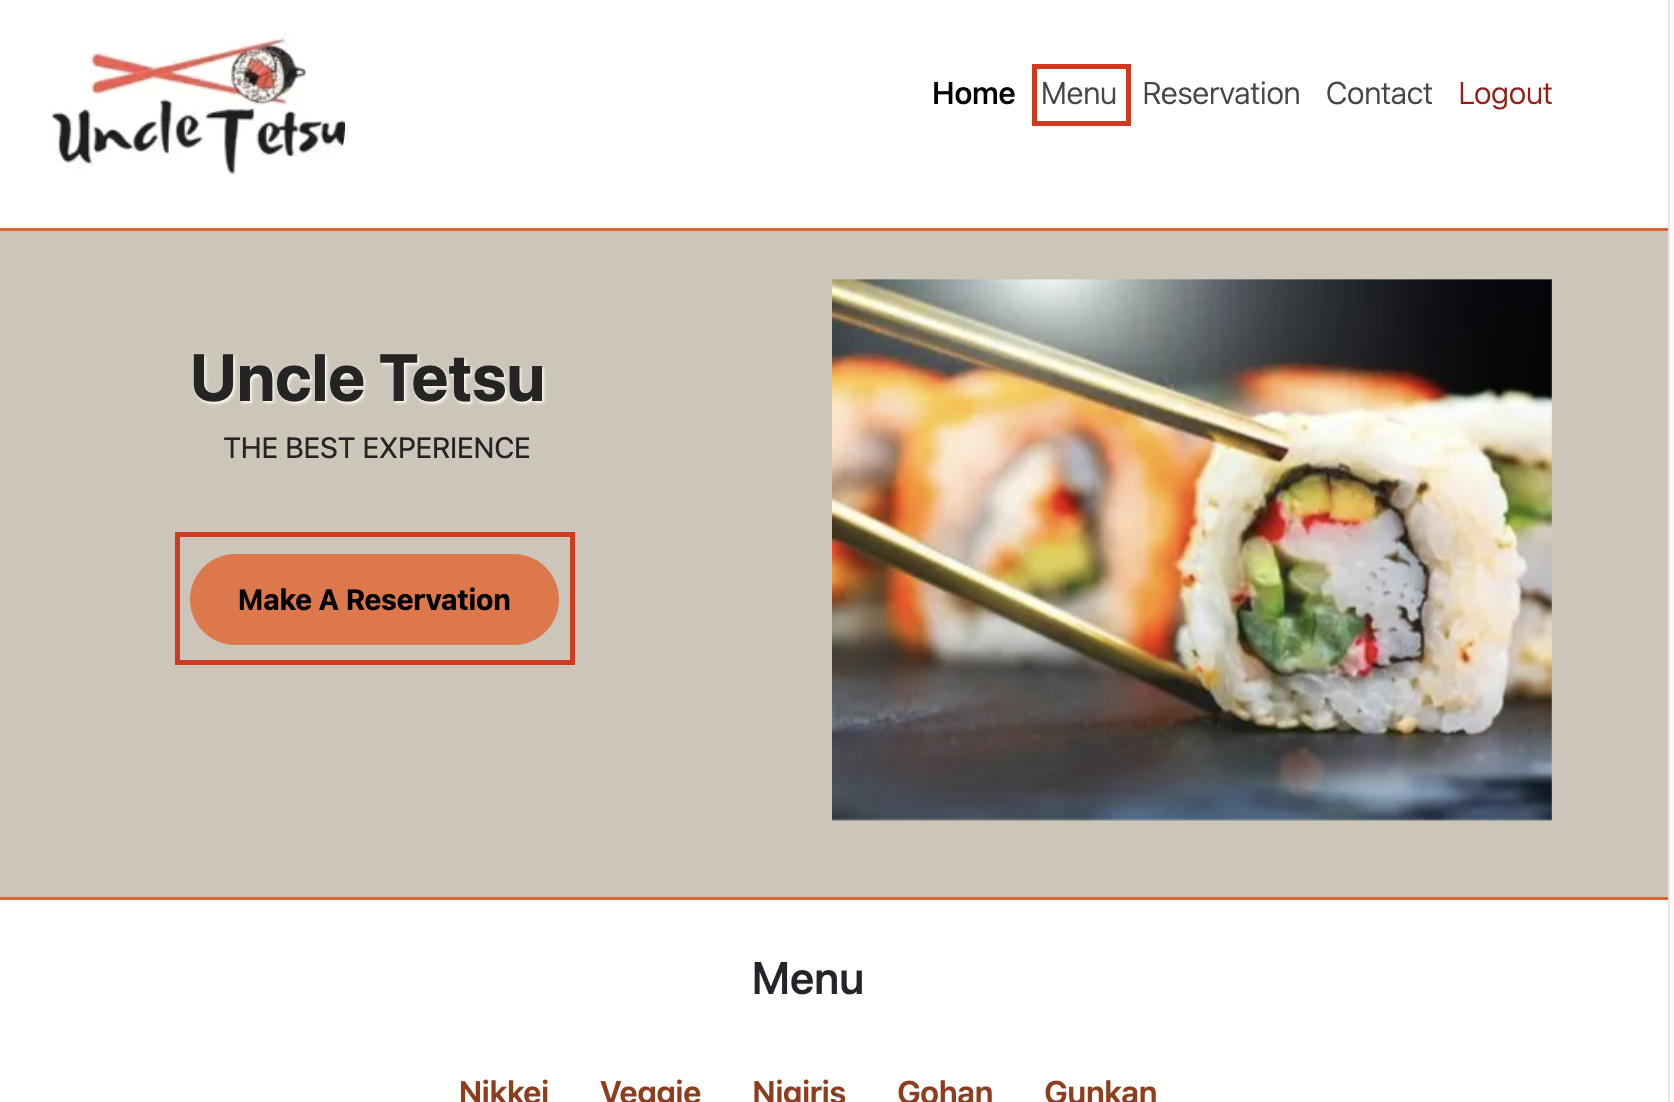 Uncle Tetsu
Home Menu Reservation Contact Logout
Uncle Tetsu
THE BEST EXPERIENCE
Make A Reservation
Menu
Nikkei Veggie Nigiris Gohan Gunkan